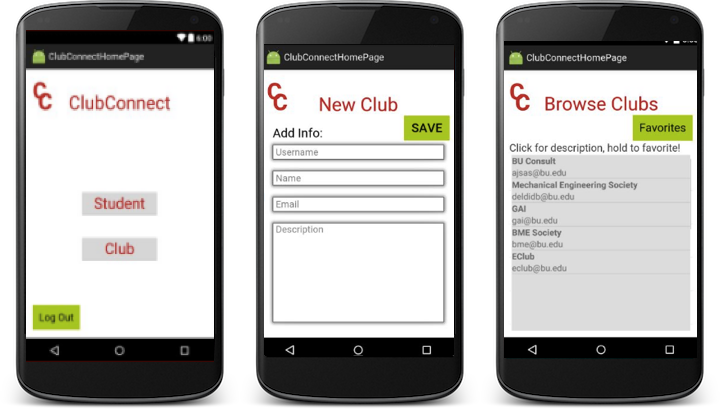 6:00
ClubConnectHomePage
CC
ClubConnect
Student
Club
Log Out
ClubConnectHomePage
CC
New Club
SAVE
Add Info:
Username
Name
Email
Description
ClubConnectHomePage
CC
Browse Clubs
Favorites
Click for description, hold to favorite!
BU Consult
ajsas@bu.edu
Mechanical Engineering Society
deldidb@bu.edu
GAI
gai@bu.edu
BME Society
bme@bu.edu
EClub
eclub@bu.edu